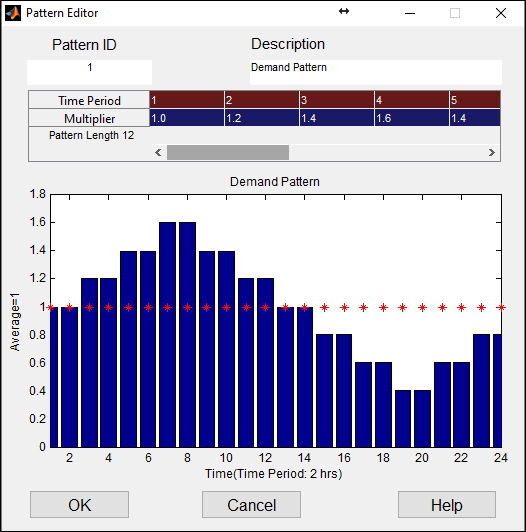 Pattern Editor
Pattern ID Description
1 Demand Pattern
Time Period 1 2 3 4 5
Multiplier 1.0 1.2 1.4 1.6 1.4
Pattern Length 12
Demand Pattern
1.8
1.6
1.4
1.2
1
0.8
0.6
0.4
0.2
0
Average=1
2 4 6 8 10 12 14 16 18 20 22 24
Time(Time Period: 2 hrs)
OK Cancel Help